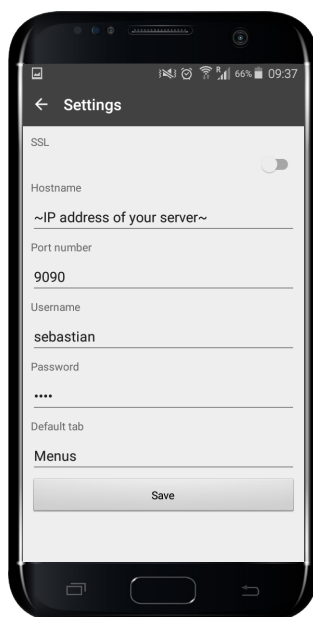 R 66% 09:37
Settings
SSL
Hostname
~IP address of your server~
Port number
9090
Username
sebastian
Password
••••
Default tab
Menus
Save